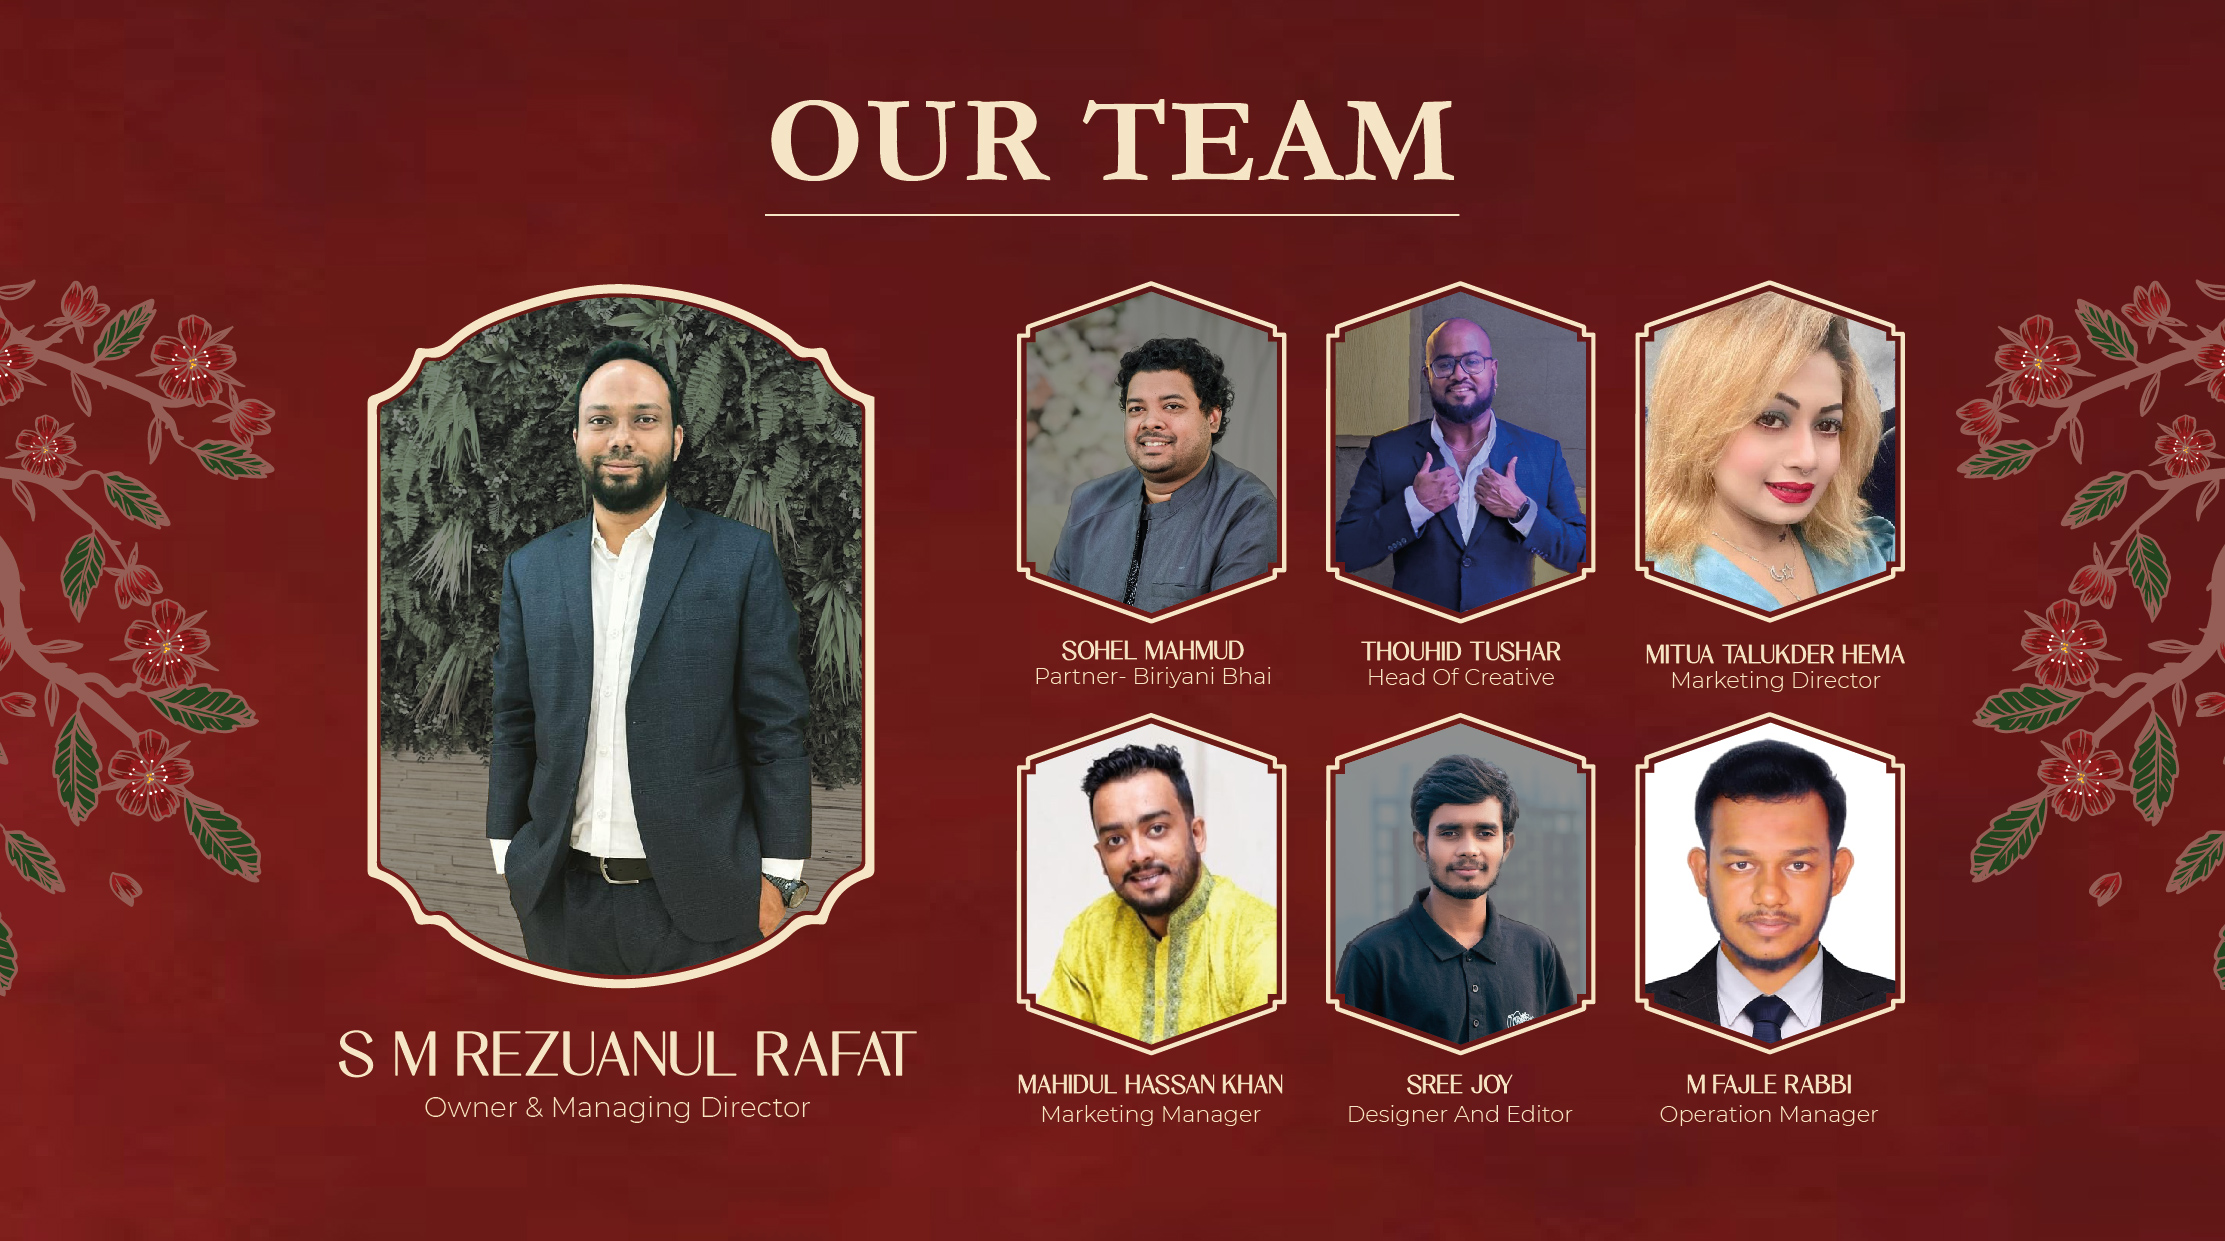 OUR TEAM
S M REZUANUL RAFAT
Owner & Managing Director
SOHEL MAHMUD
Partner- Biriyani Bhai
THOUHID TUSHAR
Head Of Creative
MITUA TALUKDER HEMA
Marketing Director
MAHIDUL HASSAN KHAN
Marketing Manager
SREE JOY
Designer And Editor
M FAJLE RABBI
Operation Manager